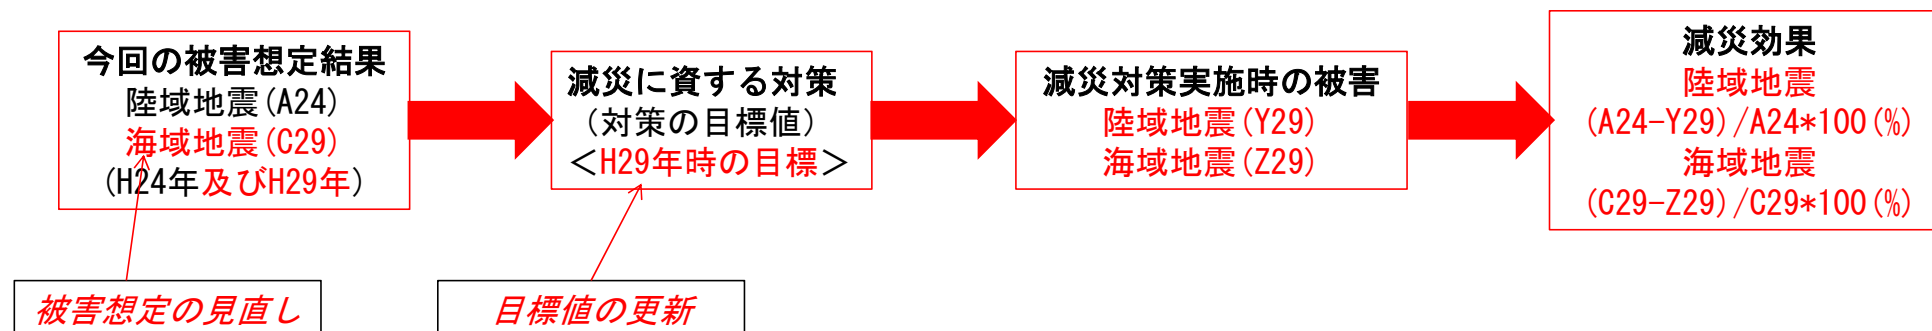 今回の被害想定結果
陸域地震(A24)
海域地震(C29)
(H24年及びH29年)
減災に資する対策
(対策の目標値)
＜H29年時の目標＞
減災対策実施時の被害
陸域地震(Y29)
海域地震(Z29)
減災効果
陸域地震
(A24-Y29)/A24*100(%)
海域地震
(C29-Z29)/C29*100(%)
被害想定の見直し
目標値の更新